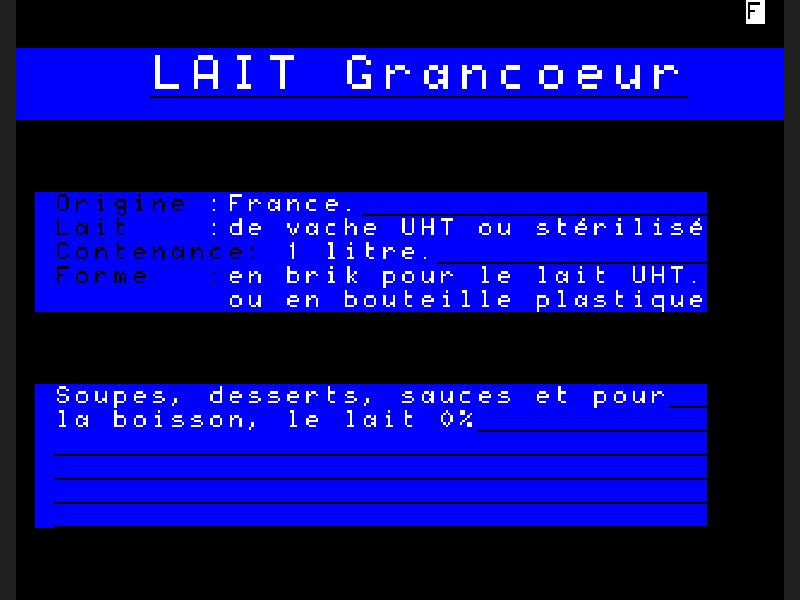 F
LAIT Grancoeur
Origine :France.
Lait    :de vache UHT ou stérilisé
Contenance: 1 litre.
Forme   :en brik pour le lait UHT.
ou en bouteille plastique
Soupes, desserts, sauces et pour
la boisson, le lait 0%